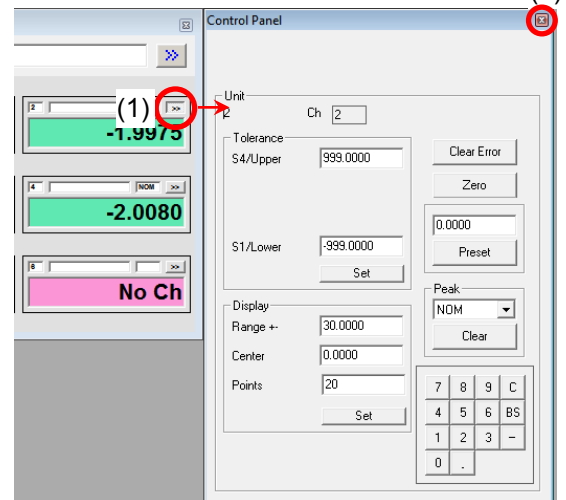 Control Panel
>>
Unit
2 Ch 2
(1)
2 >>
-1.9975
Tolerance
S4/Upper 999.0000
S1/Lower -999.0000
Set
Clear Error
Zero
0.0000
Preset
4 NOM >>
-2.0080
6 >>
No Ch
Display
Range +- 30.0000
Center 0.0000
Points 20
Set
Peak
NOM
Clear
7 8 9 C
4 5 6 BS
1 2 3 -
0 .